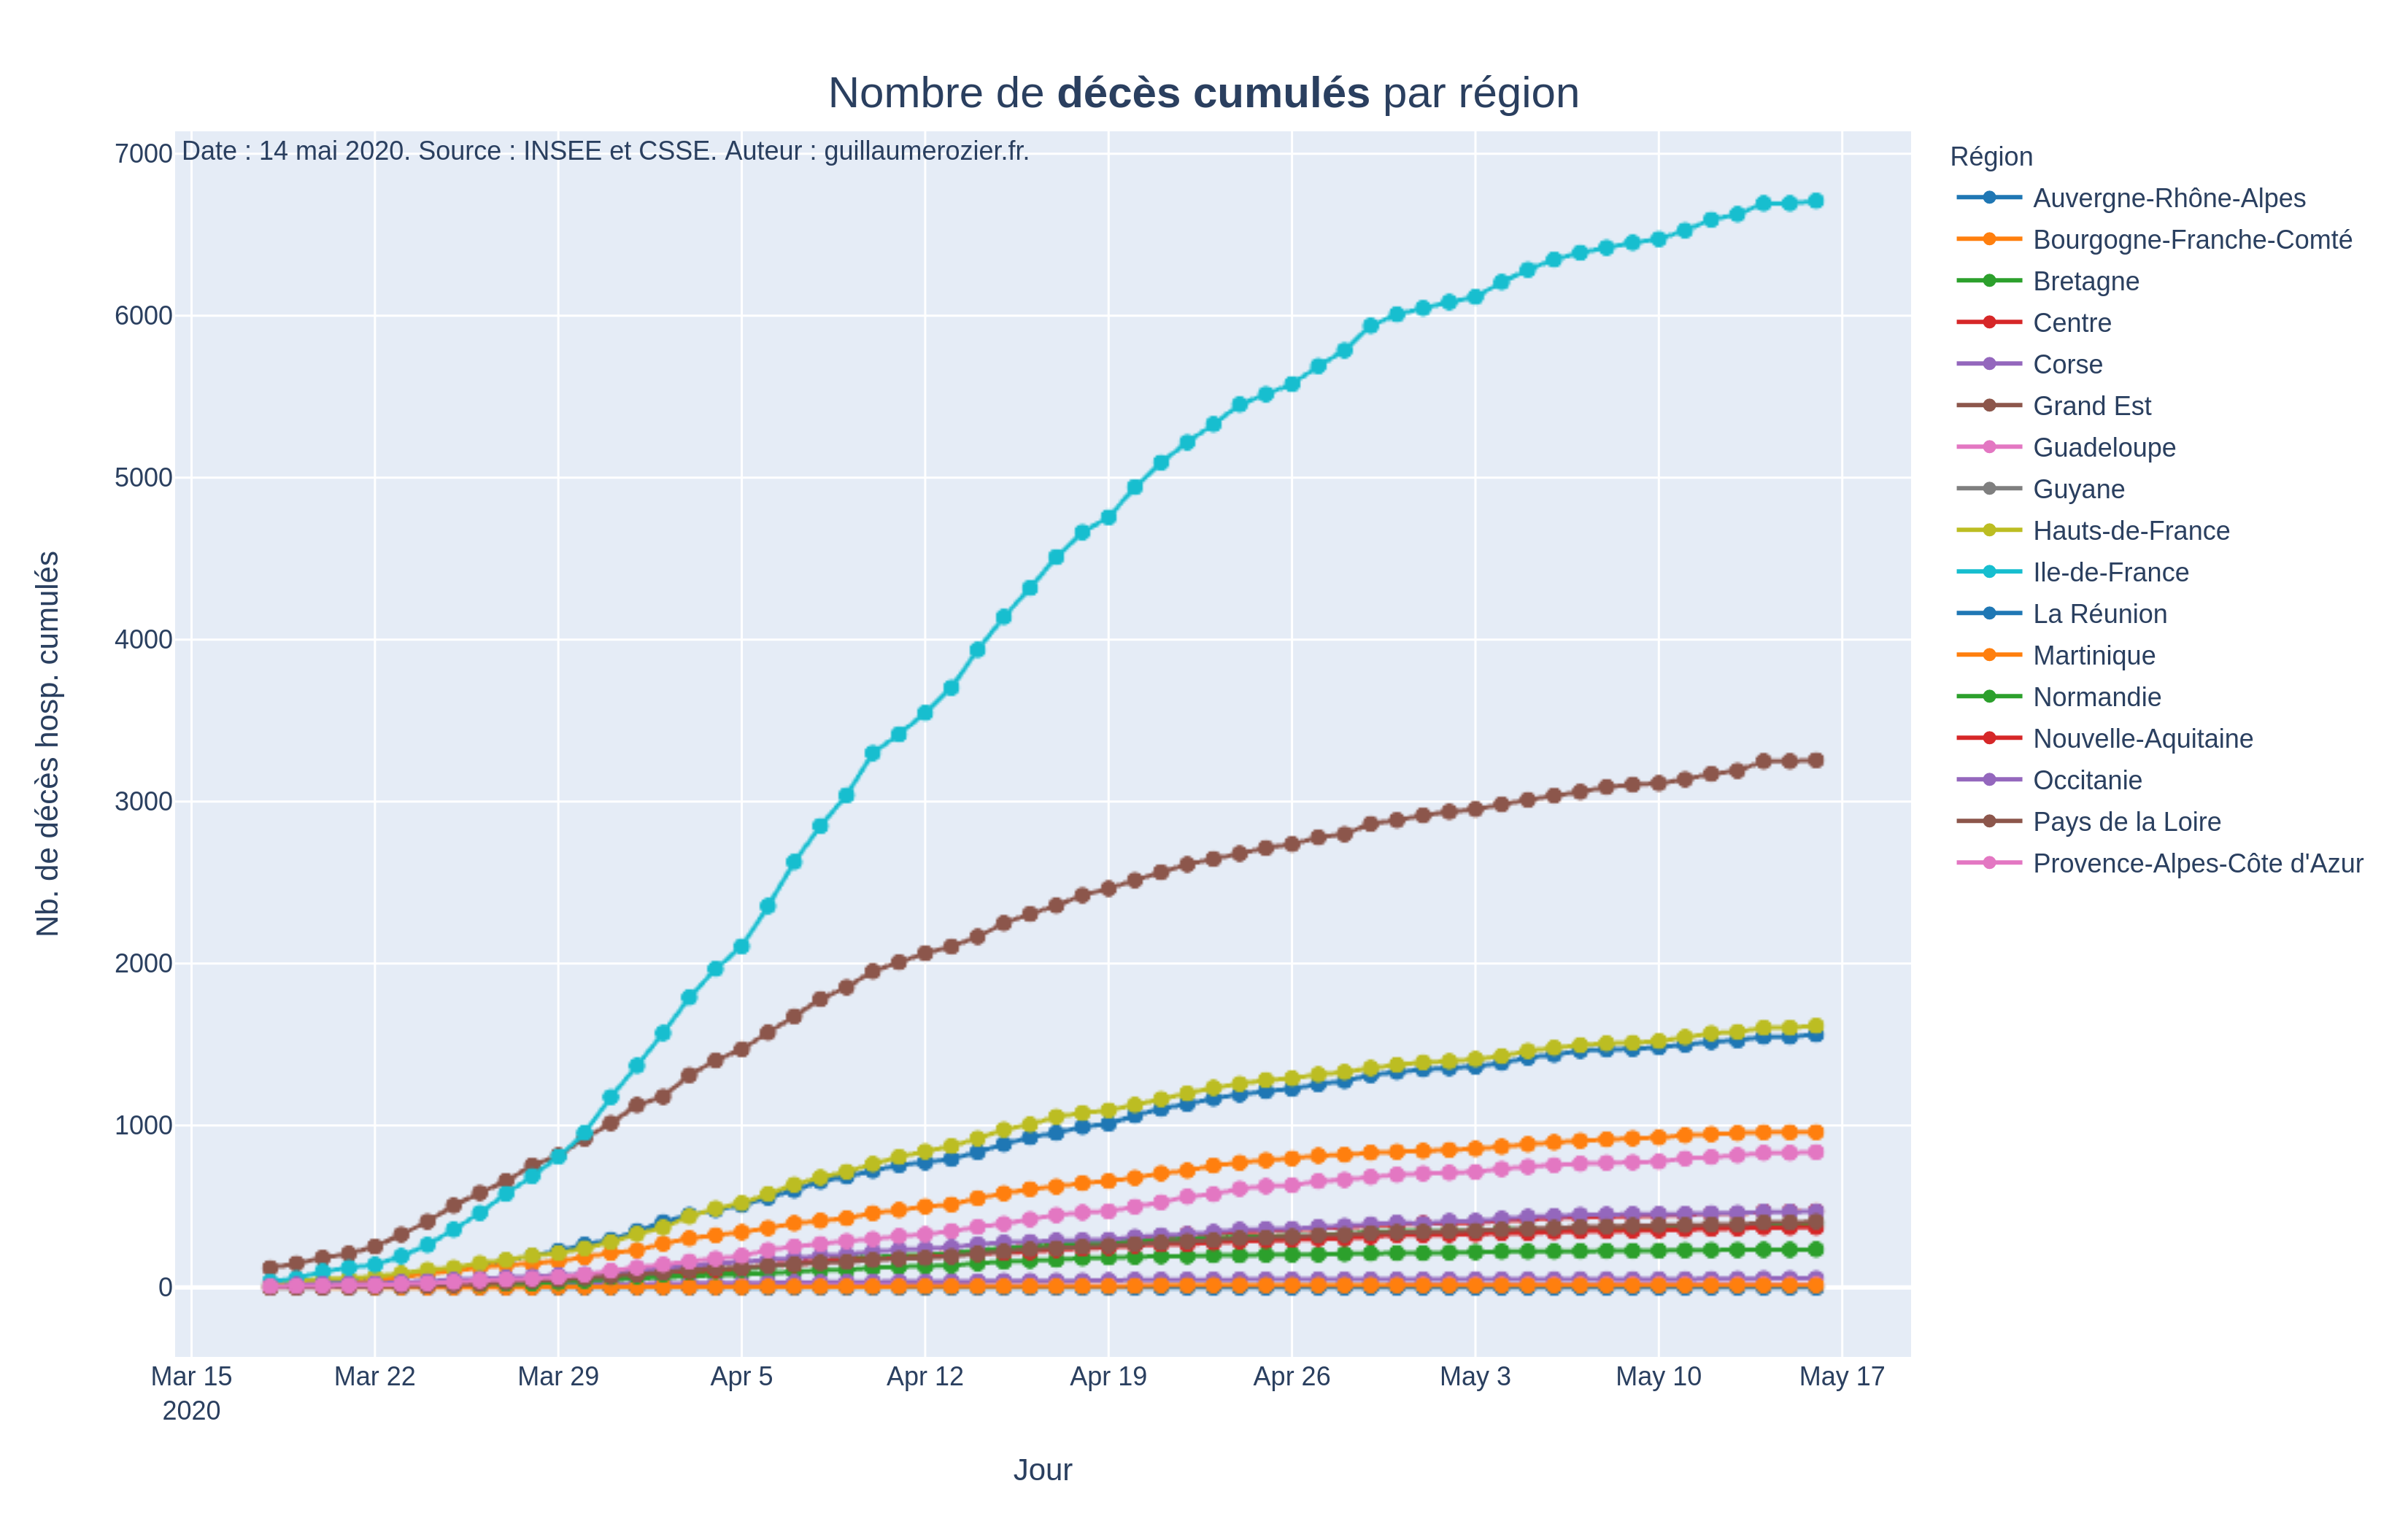 Nombre de décès cumulés par région
Date : 14 mai 2020. Source : INSEE et CSSE. Auteur : guillaumerozier.fr.
7000
6000
5000
4000
3000
2000
1000
0
Nb. de décès hosp. cumulés
Mar 15
2020
Mar 22
Mar 29
Apr 5
Apr 12
Apr 19
Apr 26
May 3
May 10
May 17
Jour
Région
Auvergne-Rhône-Alpes
Bourgogne-Franche-Comté
Bretagne
Centre
Corse
Grand Est
Guadeloupe
Guyane
Hauts-de-France
Ile-de-France
La Réunion
Martinique
Normandie
Nouvelle-Aquitaine
Occitanie
Pays de la Loire
Provence-Alpes-Côte d'Azur